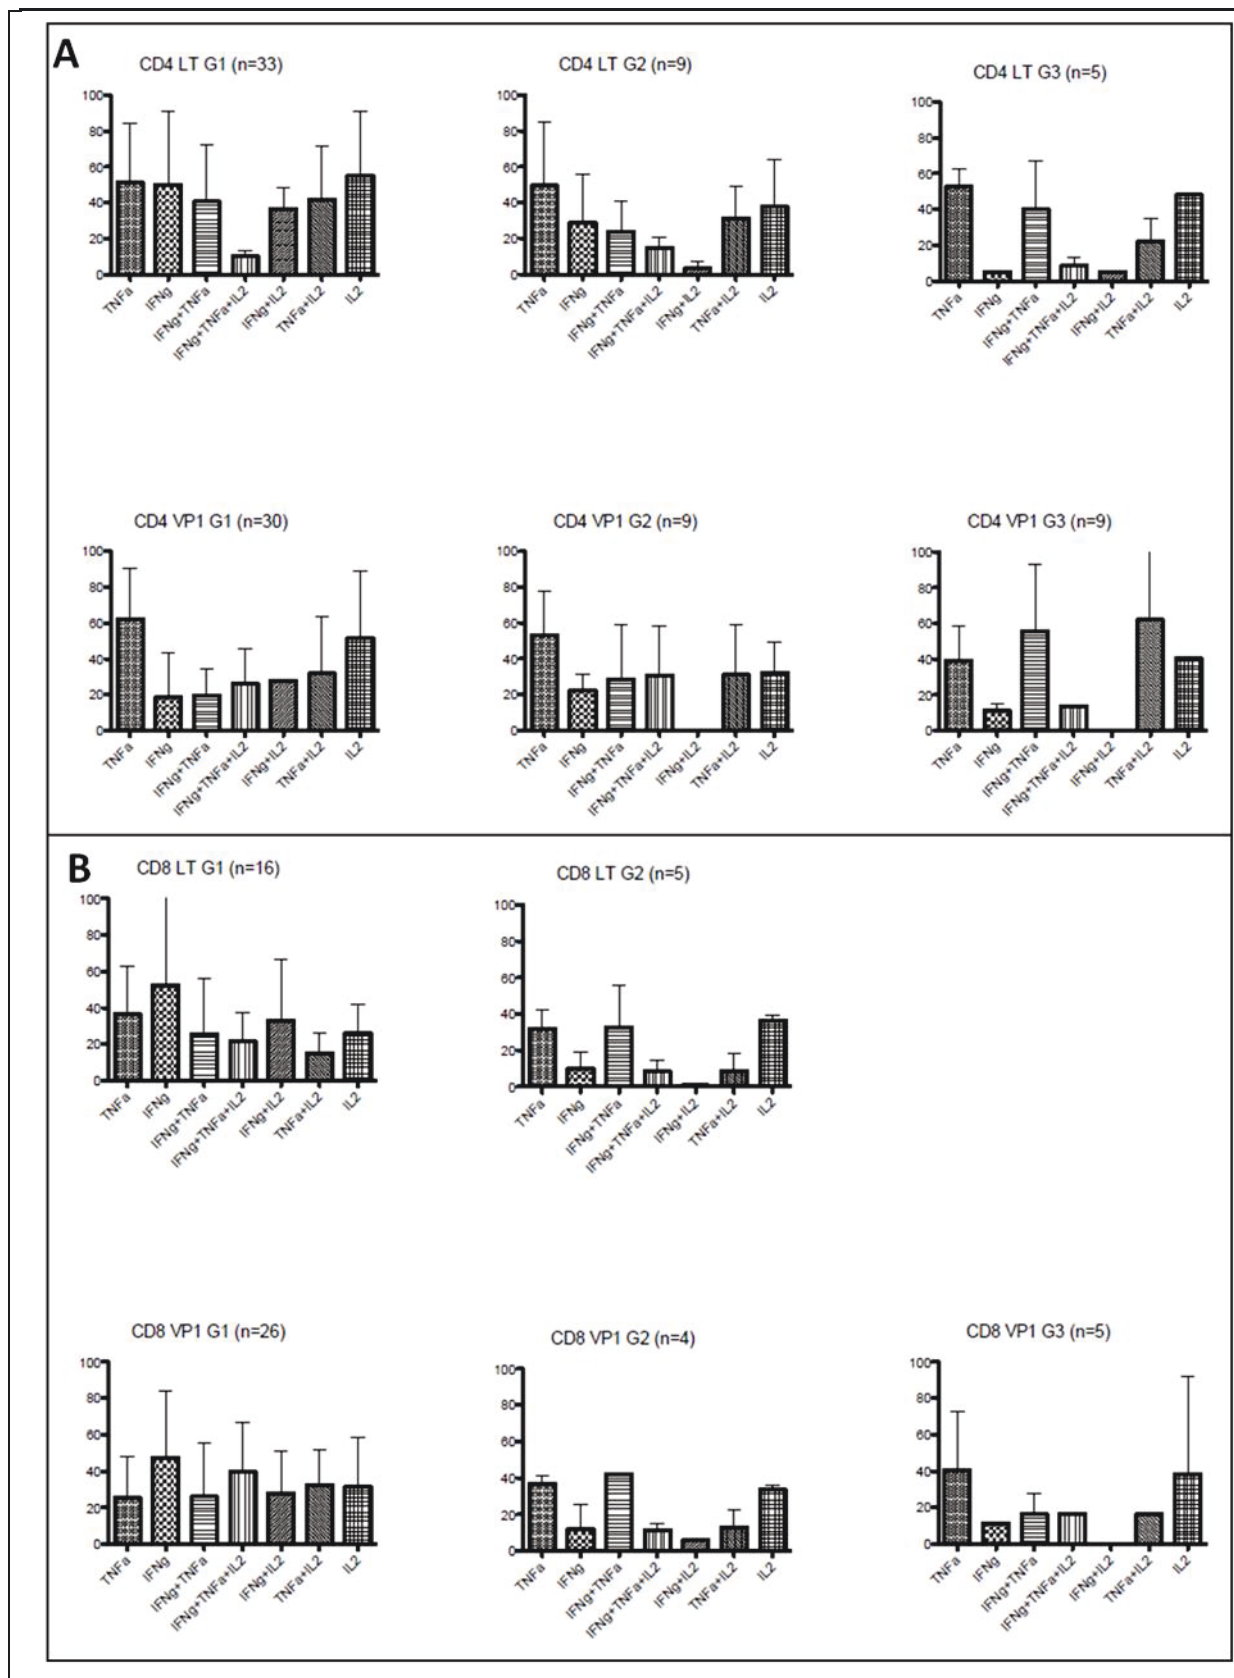 A
CD4 LT G1 (n=33)
100
80
60
40
20
0
TNFa
IFNg
IFNg+TNFa
IFNg+TNFa+IL2
IFNg+IL2
TNFa+IL2
IL2
CD4 LT G2 (n=9)
100
80
60
40
20
0
TNFa
IFNg
IFNg+TNFa
IFNg+TNFa+IL2
IFNg+IL2
TNFa+IL2
IL2
CD4 LT G3 (n=5)
100
80
60
40
20
0
TNFa
IFNg
IFNg+TNFa
IFNg+TNFa+IL2
IFNg+IL2
TNFa+IL2
IL2
CD4 VP1 G1 (n=30)
100
80
60
40
20
0
TNFa
IFNg
IFNg+TNFa
IFNg+TNFa+IL2
IFNg+IL2
TNFa+IL2
IL2
CD4 VP1 G2 (n=9)
100
80
60
40
20
0
TNFa
IFNg
IFNg+TNFa
IFNg+TNFa+IL2
IFNg+IL2
TNFa+IL2
IL2
CD4 VP1 G3 (n=9)
100
80
60
40
20
0
TNFa
IFNg
IFNg+TNFa
IFNg+TNFa+IL2
IFNg+IL2
TNFa+IL2
IL2
B
CD8 LT G1 (n=16)
100
80
60
40
20
0
TNFa
IFNg
IFNg+TNFa
IFNg+TNFa+IL2
IFNg+IL2
TNFa+IL2
IL2
CD8 LT G2 (n=5)
100
80
60
40
20
0
TNFa
IFNg
IFNg+TNFa
IFNg+TNFa+IL2
IFNg+IL2
TNFa+IL2
IL2
CD8 VP1 G1 (n=26)
100
80
60
40
20
0
TNFa
IFNg
IFNg+TNFa
IFNg+TNFa+IL2
IFNg+IL2
TNFa+IL2
IL2
CD8 VP1 G2 (n=4)
100
80
60
40
20
0
TNFa
IFNg
IFNg+TNFa
IFNg+TNFa+IL2
IFNg+IL2
TNFa+IL2
IL2
CD8 VP1 G3 (n=5)
100
80
60
40
20
0
TNFa
IFNg
IFNg+TNFa
IFNg+TNFa+IL2
IFNg+IL2
TNFa+IL2
IL2